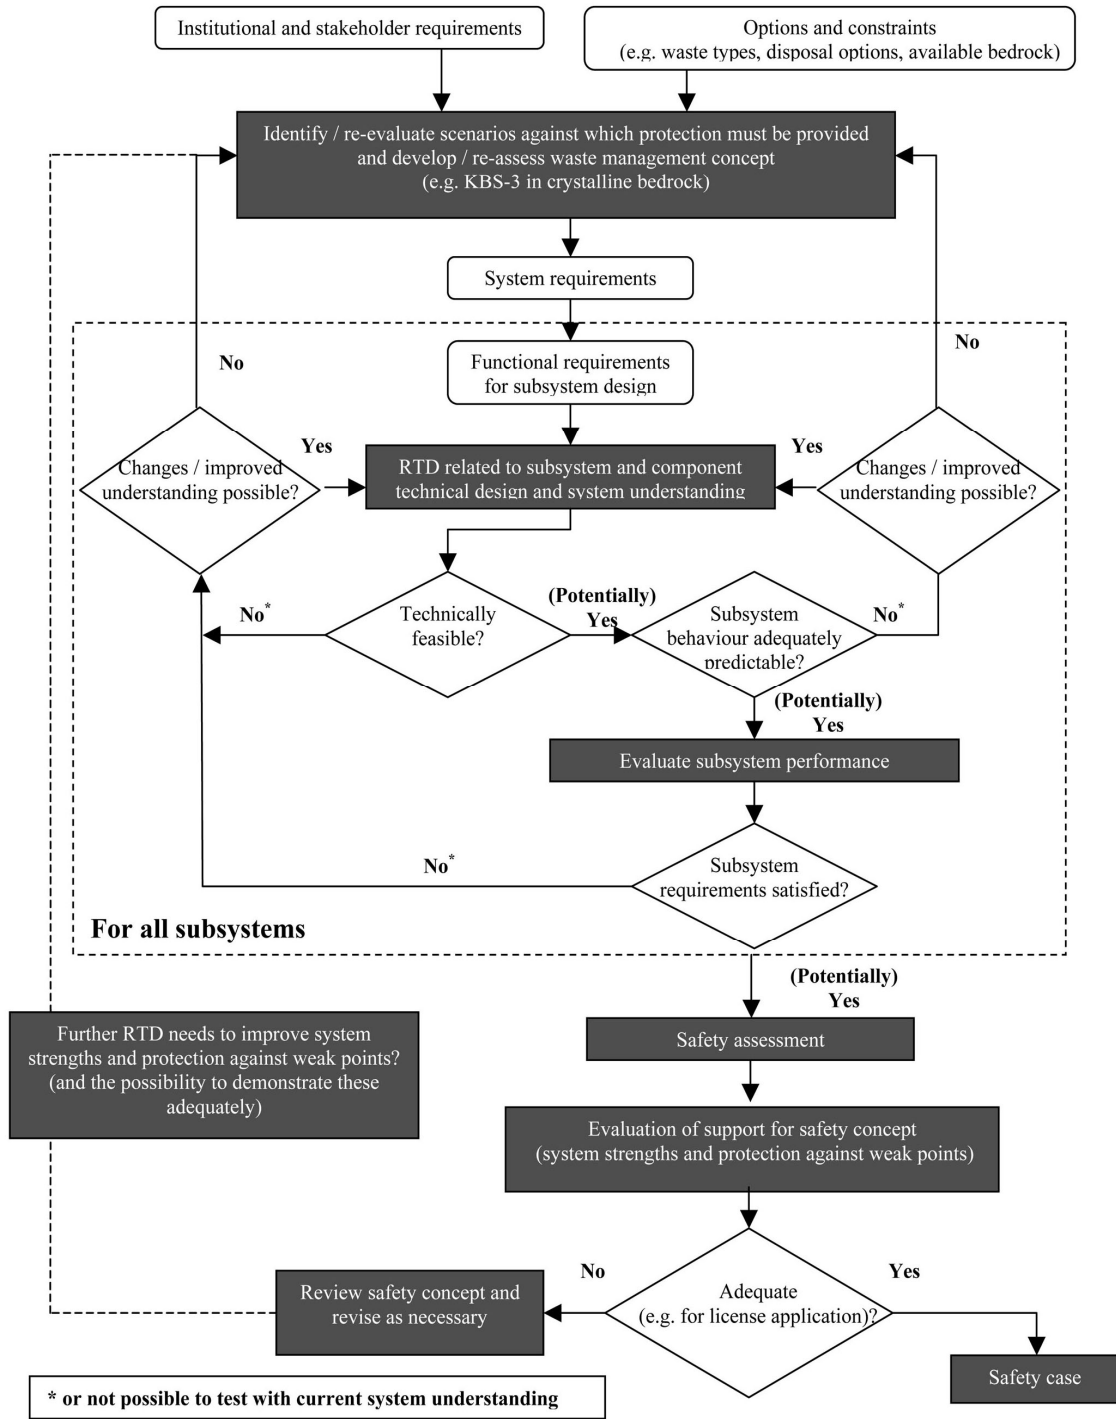 Institutional and stakeholder requirements
Options and constraints
(e.g. waste types, disposal options, available bedrock)
Identify / re-evaluate scenarios against which protection must be provided
and develop / re-assess waste management concept
(e.g. KBS-3 in crystalline bedrock)
System requirements
No
No
Functional requirements
for subsystem design
Changes / improved
understanding possible?
Yes
RTD related to subsystem and component
technical design and system understanding
Yes
Changes / improved
understanding possible?
No*
Technically
feasible?
(Potentially)
Yes
Subsystem
behaviour adequately
predictable?
No*
(Potentially)
Yes
Evaluate subsystem performance
No*
Subsystem
requirements satisfied?
For all subsystems
(Potentially)
Yes
Further RTD needs to improve system
strengths and protection against weak points?
(and the possibility to demonstrate these
adequately)
Safety assessment
Evaluation of support for safety concept
(system strengths and protection against weak points)
No
Yes
Review safety concept and
revise as necessary
Adequate
(e.g. for license application)?
Safety case
* or not possible to test with current system understanding